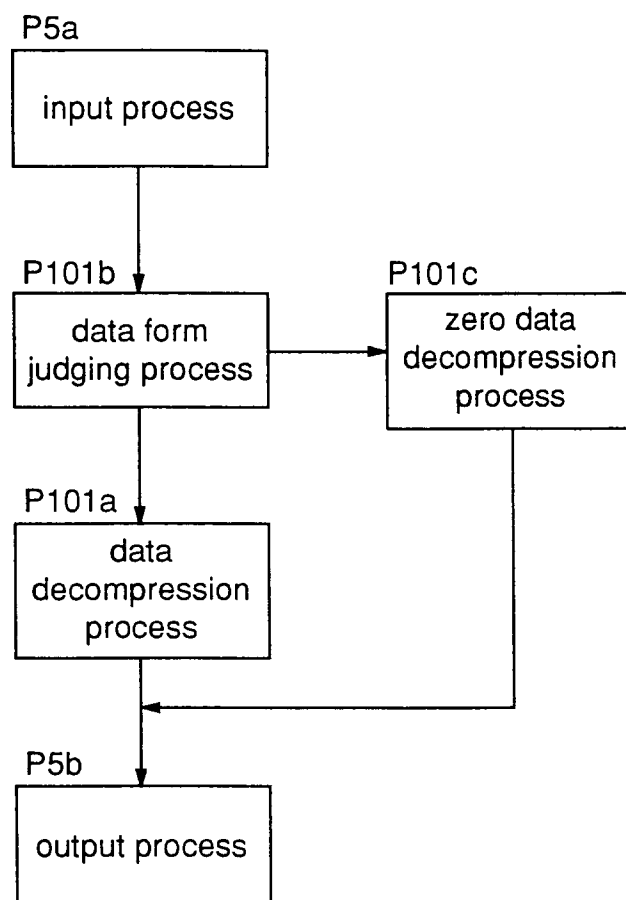 P5a
input process
P101b
data form
judging process
P101c
zero data
decompression
process
P101a
data
decompression
process
P5b
output process